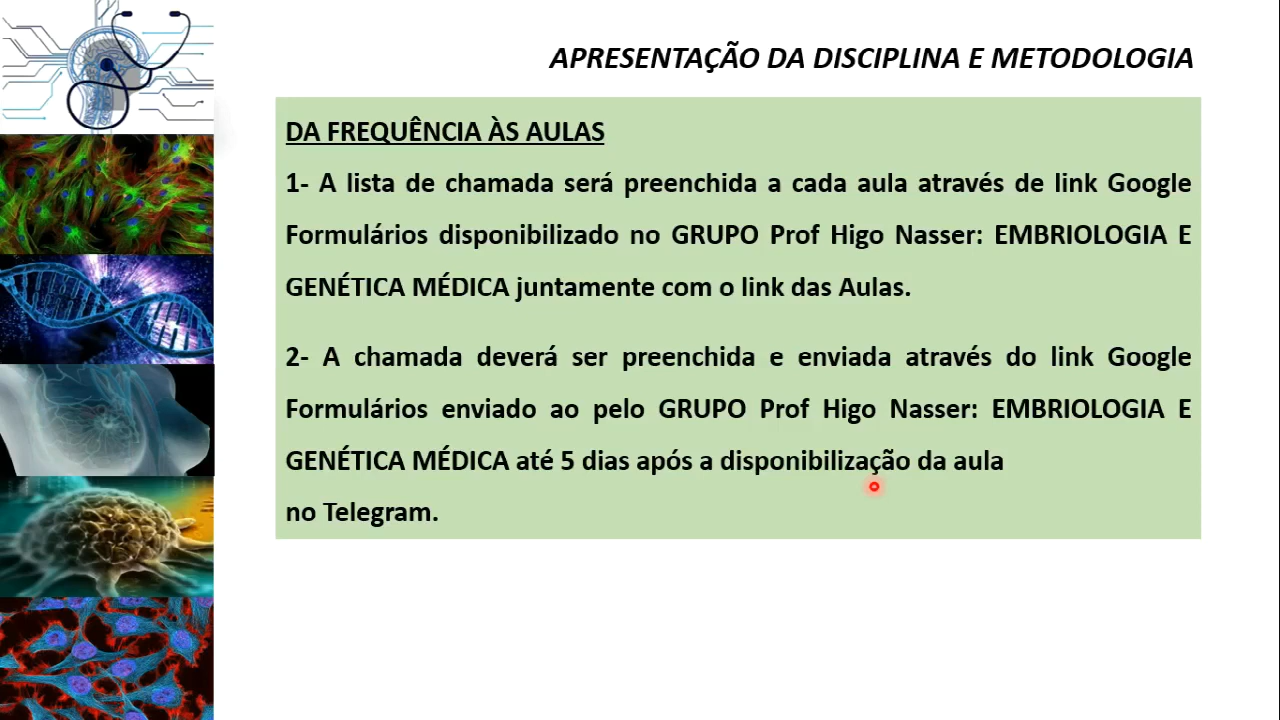 APRESENTAÇÃO DA DISCIPLINA E METODOLOGIA
DA FREQUÊNCIA ÀS AULAS
1- A lista de chamada será preenchida a cada aula através de link Google
Formulários disponibilizado no GRUPO Prof Higo Nasser: EMBRIOLOGIA E
GENÉTICA MÉDICA juntamente com o link das Aulas.
2- A chamada deverá ser preenchida e enviada através do link Google
Formulários enviado ao pelo GRUPO Prof Higo Nasser: EMBRIOLOGIA E
GENÉTICA MÉDICA até 5 dias após a disponibilização da aula
no Telegram.